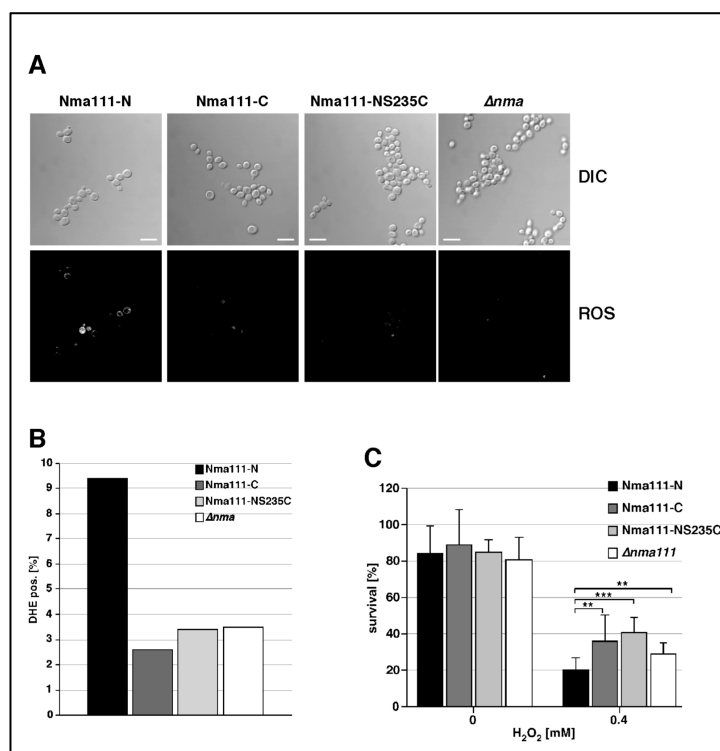 A
Nma111-N Nma111-C Nma111-NS235C Δnma
DIC
ROS
B
DHE pos. [%]
10
9
8
7
6
5
4
3
2
1
0
Nma111-N
Nma111-C
Nma111-NS235C
Δnma
C
survival [%]
120
100
80
60
40
20
0
Nma111-N
Nma111-C
Nma111-NS235C
Δnma111
**
***
**
0 0.4
H₂O₂ [mM]